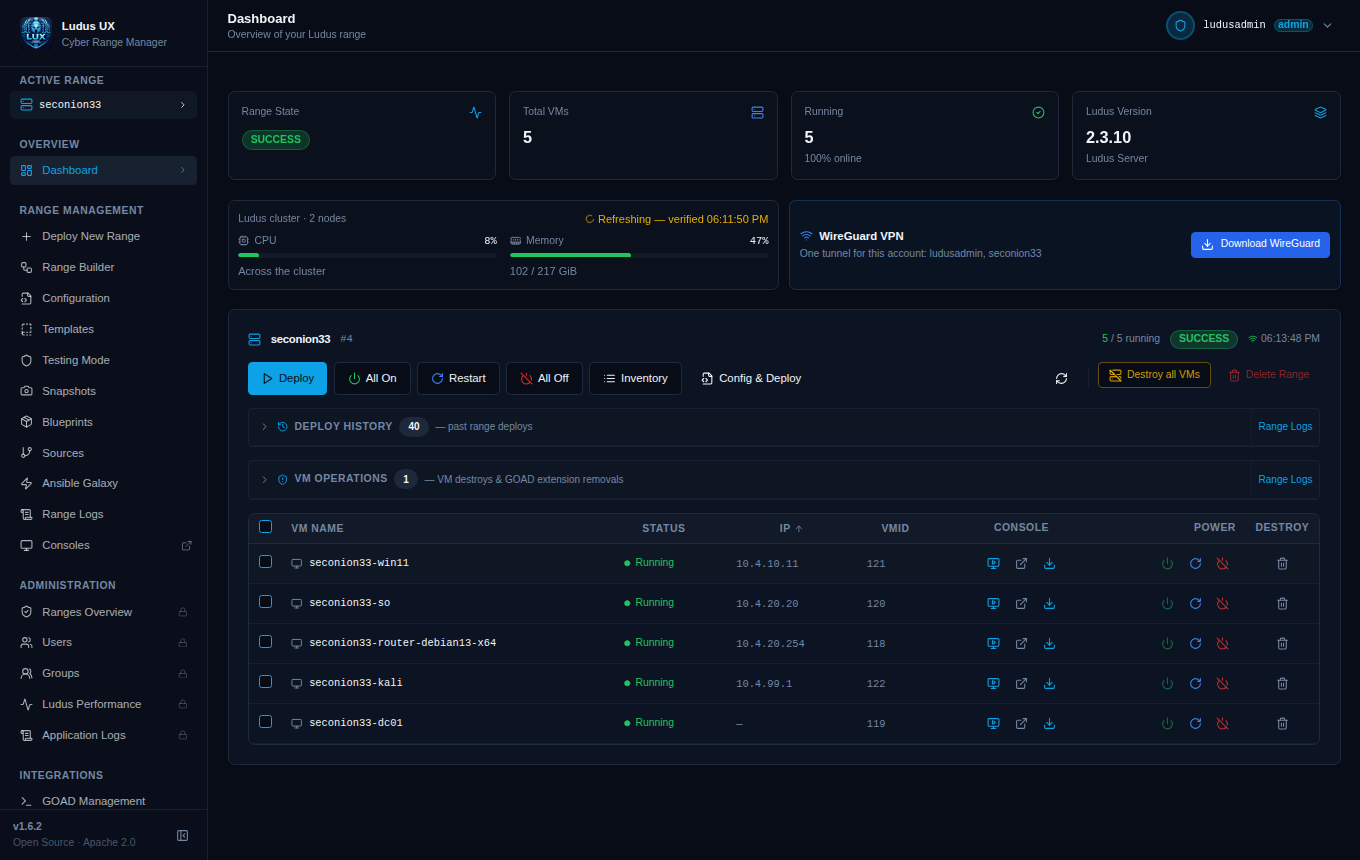 Ludus UX
Cyber Range Manager
ACTIVE RANGE
seconion33
OVERVIEW
Dashboard
RANGE MANAGEMENT
Deploy New Range
Range Builder
Configuration
Templates
Testing Mode
Snapshots
Blueprints
Sources
Ansible Galaxy
Range Logs
Consoles
ADMINISTRATION
Ranges Overview
Users
Groups
Ludus Performance
Application Logs
INTEGRATIONS
GOAD Management
v1.6.2
Open Source · Apache 2.0
Dashboard
Overview of your Ludus range
ludusadmin admin
Range State
SUCCESS
Total VMs
5
Running
5
100% online
Ludus Version
2.3.10
Ludus Server
Ludus cluster · 2 nodes
Refreshing — verified 06:11:50 PM
CPU 8%
Across the cluster
Memory 47%
102 / 217 GiB
WireGuard VPN
One tunnel for this account: ludusadmin, seconion33
Download WireGuard
seconion33 #4
5 / 5 running SUCCESS 06:13:48 PM
Deploy All On Restart All Off Inventory Config & Deploy
Destroy all VMs Delete Range
DEPLOY HISTORY 40 — past range deploys Range Logs
VM OPERATIONS 1 — VM destroys & GOAD extension removals Range Logs
VM NAME STATUS IP VMID CONSOLE POWER DESTROY
seconion33-win11 Running 10.4.10.11 121
seconion33-so Running 10.4.20.20 120
seconion33-router-debian13-x64 Running 10.4.20.254 118
seconion33-kali Running 10.4.99.1 122
seconion33-dc01 Running – 119